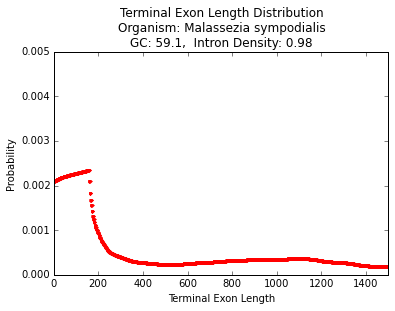 Terminal Exon Length Distribution
Organism: Malassezia sympodialis
GC: 59.1,  Intron Density: 0.98
0.005
0.004
0.003
0.002
0.001
0.000
Probability
0 200 400 600 800 1000 1200 1400
Terminal Exon Length